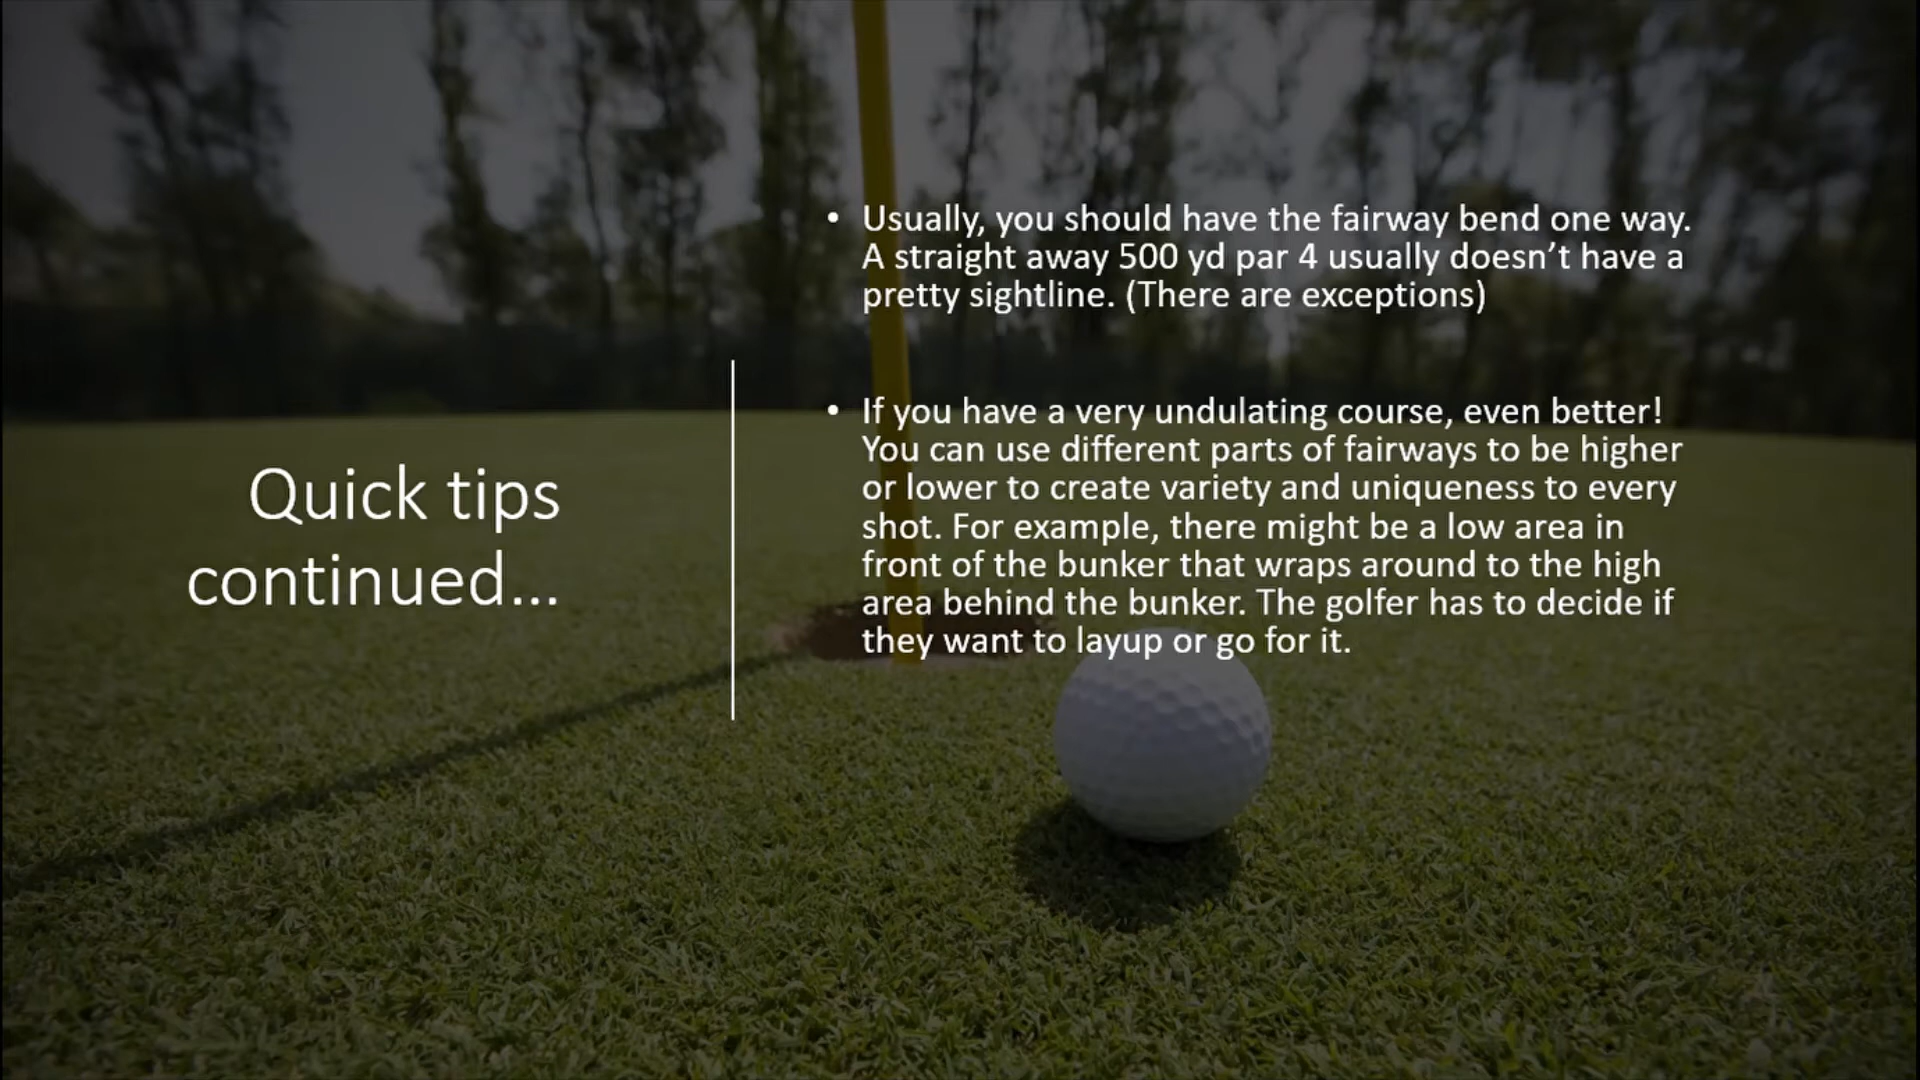 Quick tips
continued...
• Usually, you should have the fairway bend one way.
A straight away 500 yd par 4 usually doesn’t have a
pretty sightline. (There are exceptions)
• If you have a very undulating course, even better!
You can use different parts of fairways to be higher
or lower to create variety and uniqueness to every
shot. For example, there might be a low area in
front of the bunker that wraps around to the high
area behind the bunker. The golfer has to decide if
they want to layup or go for it.